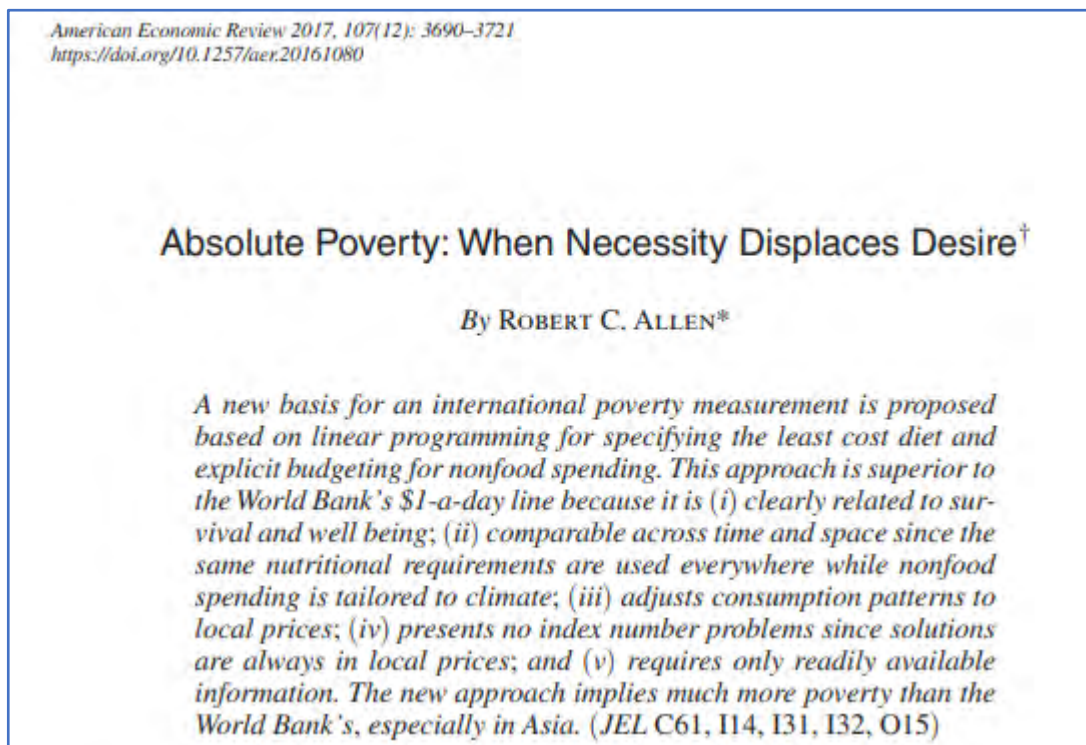 American Economic Review 2017, 107(12): 3690–3721
https://doi.org/10.1257/aer.20161080
Absolute Poverty: When Necessity Displaces Desire†
By ROBERT C. ALLEN*
A new basis for an international poverty measurement is proposed
based on linear programming for specifying the least cost diet and
explicit budgeting for nonfood spending. This approach is superior to
the World Bank's $1-a-day line because it is (i) clearly related to sur-
vival and well being; (ii) comparable across time and space since the
same nutritional requirements are used everywhere while nonfood
spending is tailored to climate; (iii) adjusts consumption patterns to
local prices; (iv) presents no index number problems since solutions
are always in local prices; and (v) requires only readily available
information. The new approach implies much more poverty than the
World Bank's, especially in Asia. (JEL C61, I14, I31, I32, O15)